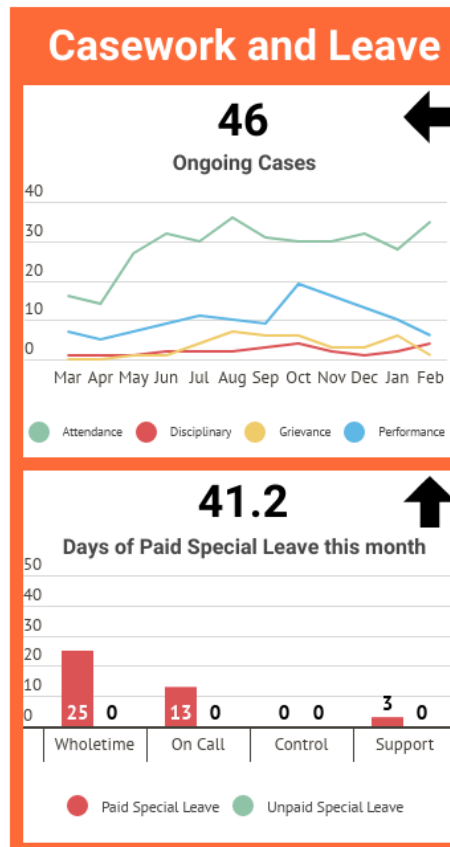 Casework and Leave
46
Ongoing Cases
40
30
20
10
0
Mar Apr May Jun Jul Aug Sep Oct Nov Dec Jan Feb
Attendance Disciplinary Grievance Performance
41.2
Days of Paid Special Leave this month
50
40
30
20
10
0
25 0 13 0 0 0 3 0
Wholetime On Call Control Support
Paid Special Leave Unpaid Special Leave